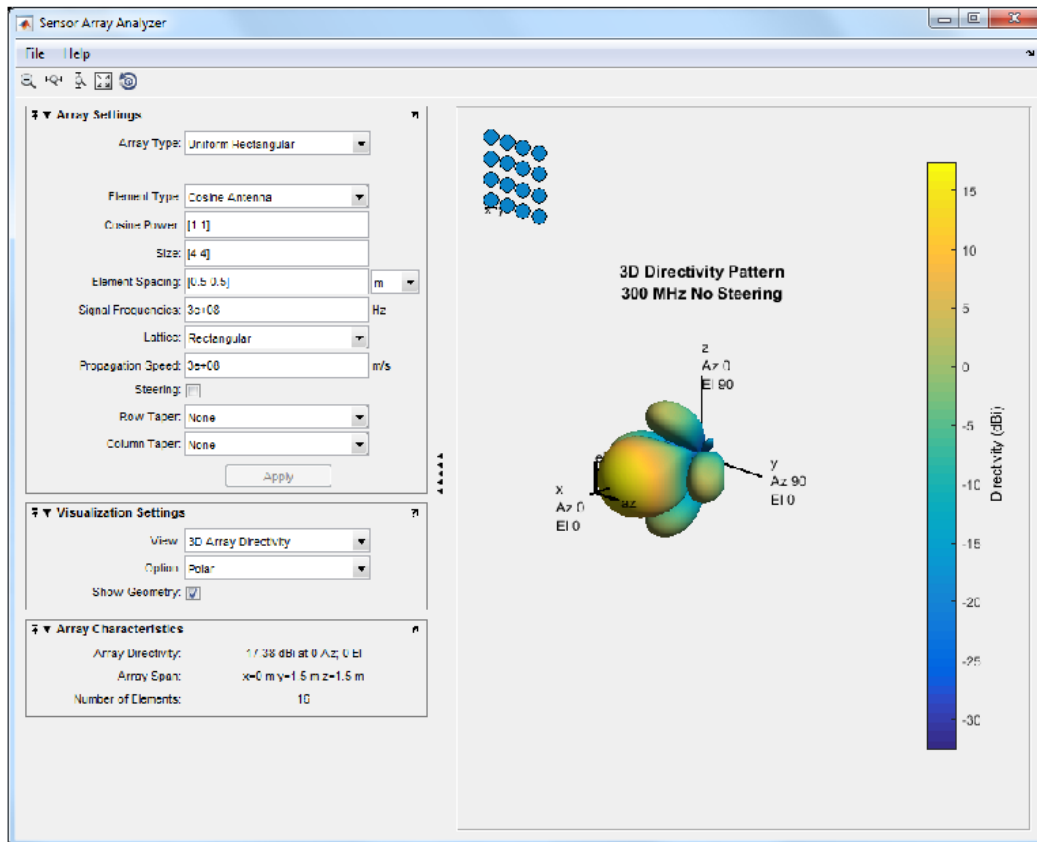 Sensor Array Analyzer
File Help
Array Settings
Array Type: Uniform Rectangular
Element Type: Cosine Antenna
Cosine Power: [1 1]
Size: [4 4]
Element Spacing: [0.5 0.5] m
Signal Frequencies: 3e+08 Hz
Lattice: Rectangular
Propagation Speed: 3e+08 m/s
Steering:
Row Taper: None
Column Taper: None
Apply
Visualization Settings
View: 3D Array Directivity
Option: Polar
Show Geometry:
Array Characteristics
Array Directivity: 17.38 dBi at 0 Az; 0 El
Array Span: x=0 m y=1.5 m z=1.5 m
Number of Elements: 16
x y
3D Directivity Pattern
300 MHz No Steering
z
Az 0
El 90
y
Az 90
El 0
x
Az 0
El 0
az
15
10
5
0
-5
-10
-15
-20
-25
-30
Directivity (dBi)